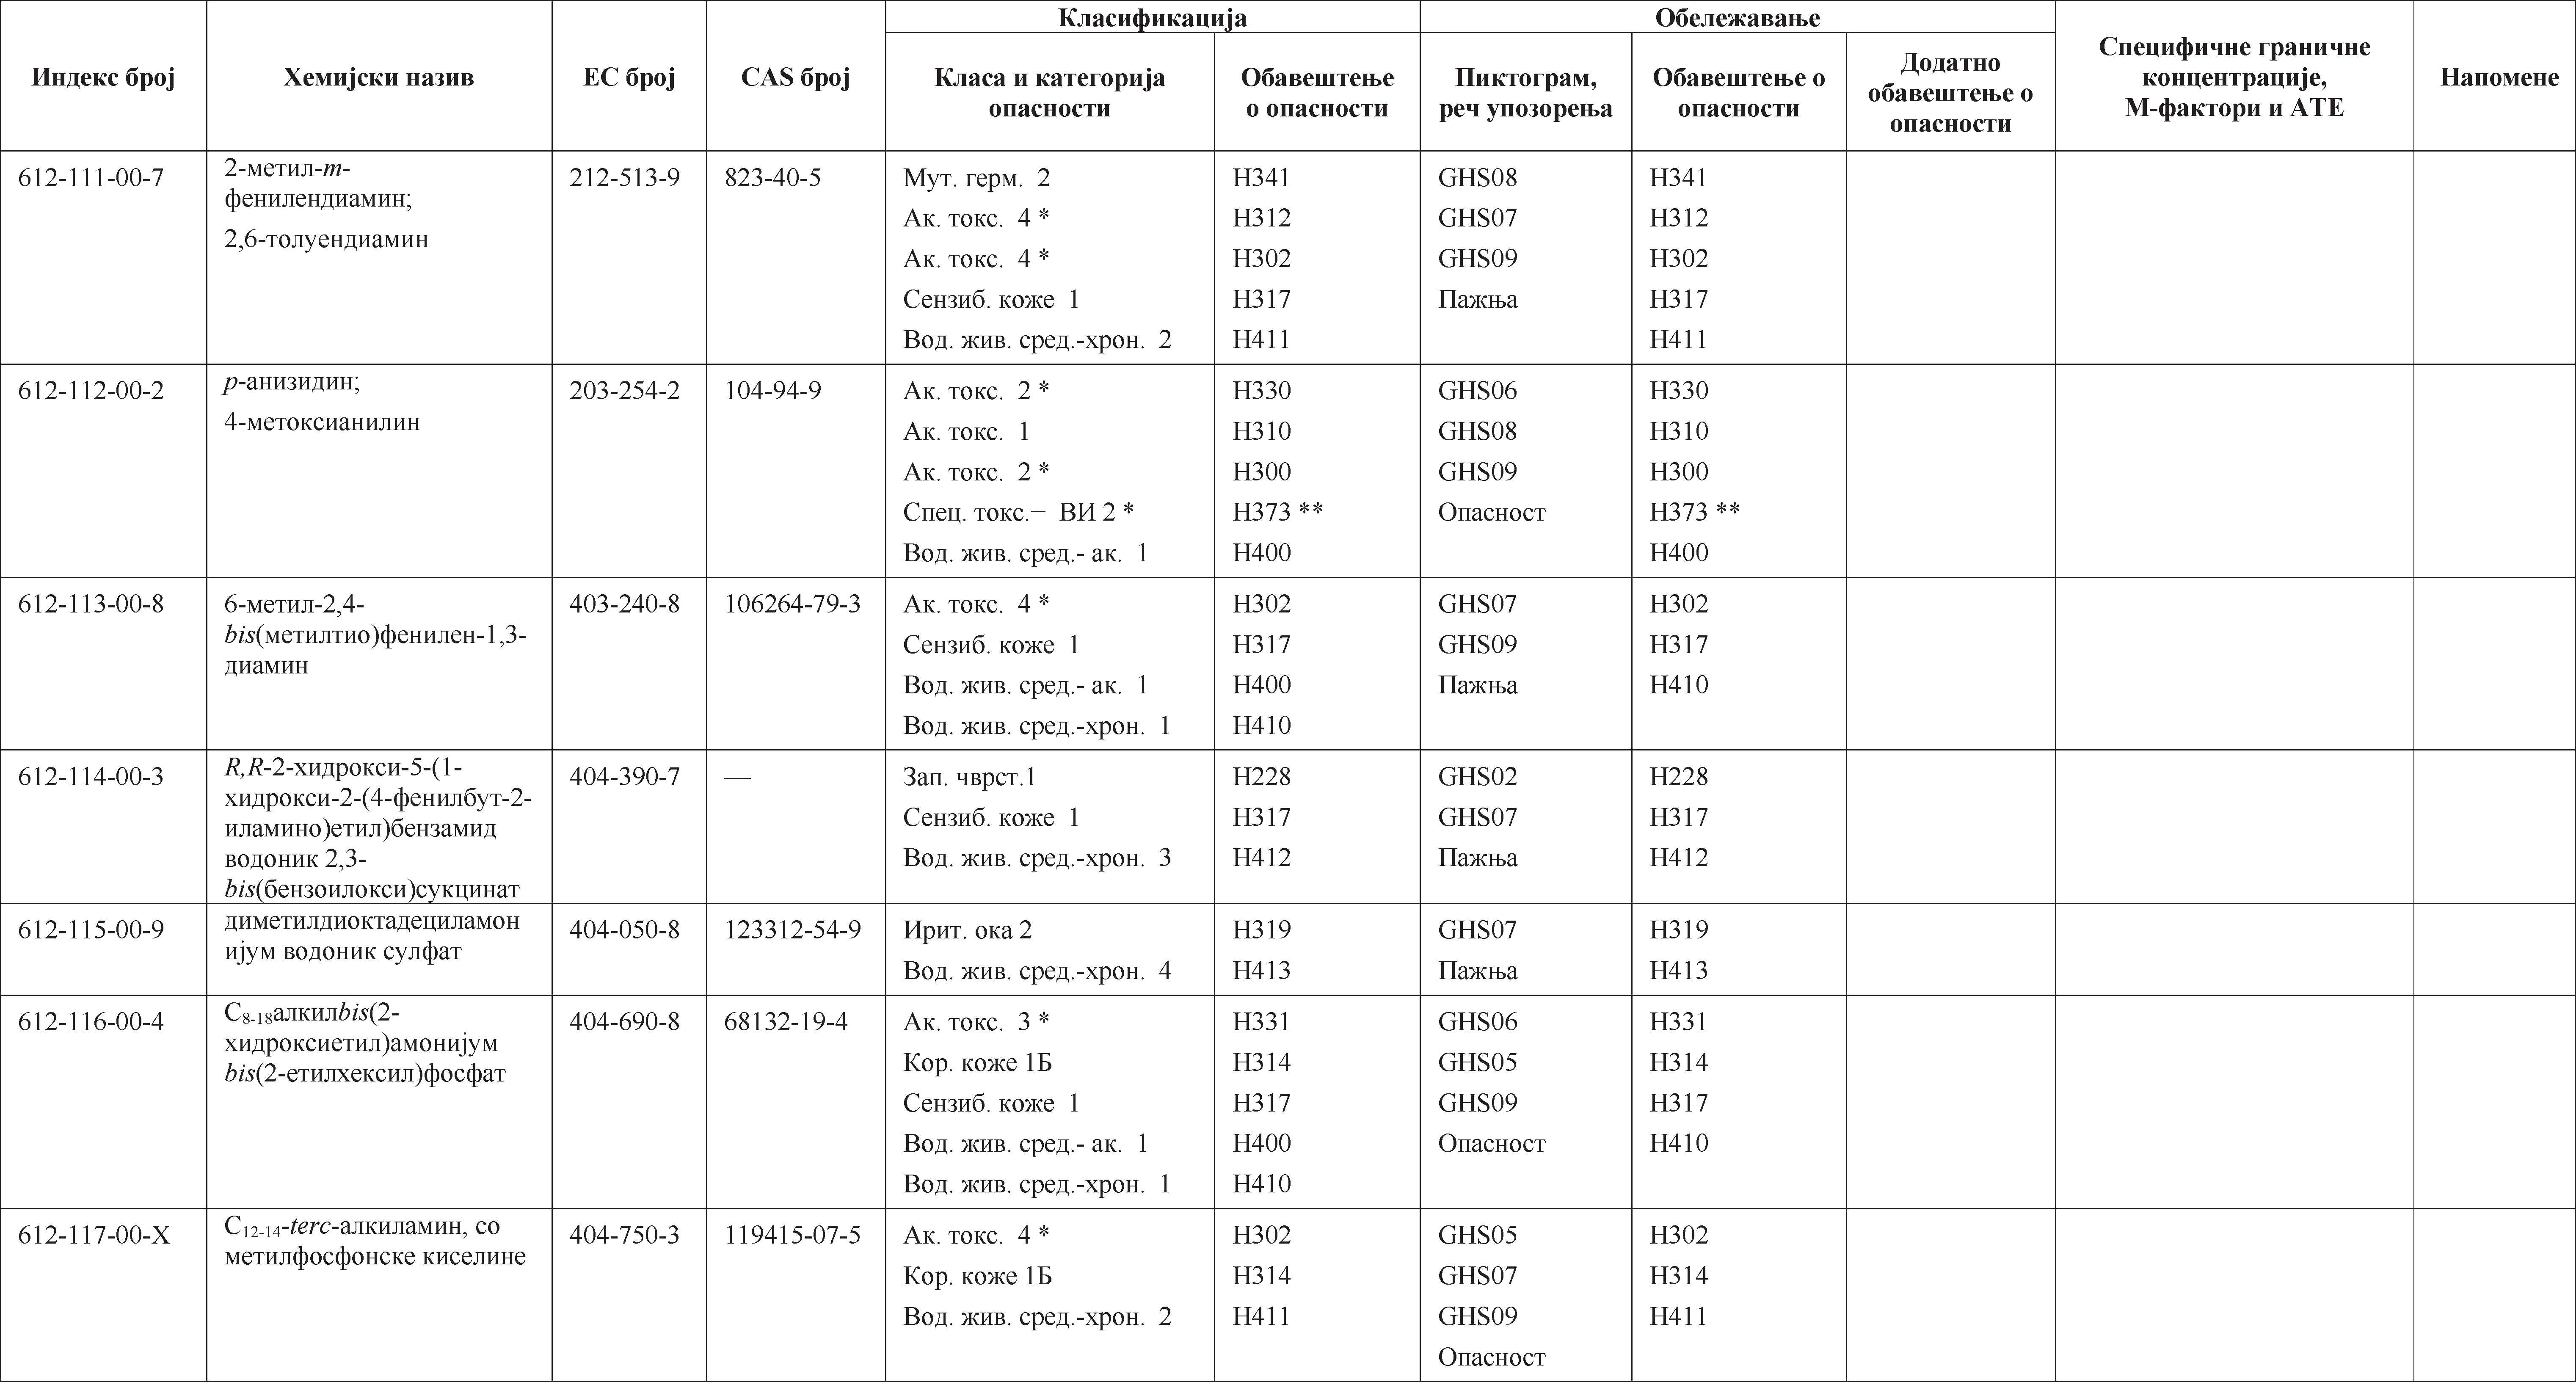 Класификација
Обележавање
Индекс број
Хемијски назив
ЕС број
CAS број
Класа и категорија
опасности
Обавештење
о опасности
Пиктограм,
реч упозорења
Обавештење о
опасности
Додатно
обавештење о
опасности
Специфичне граничне
концентрације,
М-фактори и АТЕ
Напомене
612-111-00-7
2-метил-m-
фенилендиамин;
2,6-толуендиамин
212-513-9
823-40-5
Мут. герм. 2
Ак. токс. 4 *
Ак. токс. 4 *
Сензиб. коже 1
Вод. жив. сред.-хрон. 2
H341
H312
H302
H317
H411
GHS08
GHS07
GHS09
Пажња
H341
H312
H302
H317
H411
612-112-00-2
p-анизидин;
4-метоксианилин
203-254-2
104-94-9
Ак. токс. 2 *
Ак. токс. 1
Ак. токс. 2 *
Спец. токс.− ВИ 2 *
Вод. жив. сред.- ак. 1
H330
H310
H300
H373 **
H400
GHS06
GHS08
GHS09
Опасност
H330
H310
H300
H373 **
H400
612-113-00-8
6-метил-2,4-
bis(метилтио)фенилен-1,3-
диамин
403-240-8
106264-79-3
Ак. токс. 4 *
Сензиб. коже 1
Вод. жив. сред.- ак. 1
Вод. жив. сред.-хрон. 1
H302
H317
H400
H410
GHS07
GHS09
Пажња
H302
H317
H410
612-114-00-3
R,R-2-хидрокси-5-(1-
хидрокси-2-(4-фенилбут-2-
иламино)етил)бензамид
водоник 2,3-
bis(бензоилокси)сукцинат
404-390-7
—
Зап. чврст.1
Сензиб. коже 1
Вод. жив. сред.-хрон. 3
H228
H317
H412
GHS02
GHS07
Пажња
H228
H317
H412
612-115-00-9
диметилдиоктадециламон
ијум водоник сулфат
404-050-8
123312-54-9
Ирит. ока 2
Вод. жив. сред.-хрон. 4
H319
H413
GHS07
Пажња
H319
H413
612-116-00-4
C8-18алкилbis(2-
хидроксиетил)амонијум
bis(2-етилхексил)фосфат
404-690-8
68132-19-4
Ак. токс. 3 *
Кор. коже 1Б
Сензиб. коже 1
Вод. жив. сред.- ак. 1
Вод. жив. сред.-хрон. 1
H331
H314
H317
H400
H410
GHS06
GHS05
GHS09
Опасност
H331
H314
H317
H410
612-117-00-X
C12-14-terc-алкиламин, со
метилфосфонске киселине
404-750-3
119415-07-5
Ак. токс. 4 *
Кор. коже 1Б
Вод. жив. сред.-хрон. 2
H302
H314
H411
GHS05
GHS07
GHS09
Опасност
H302
H314
H411